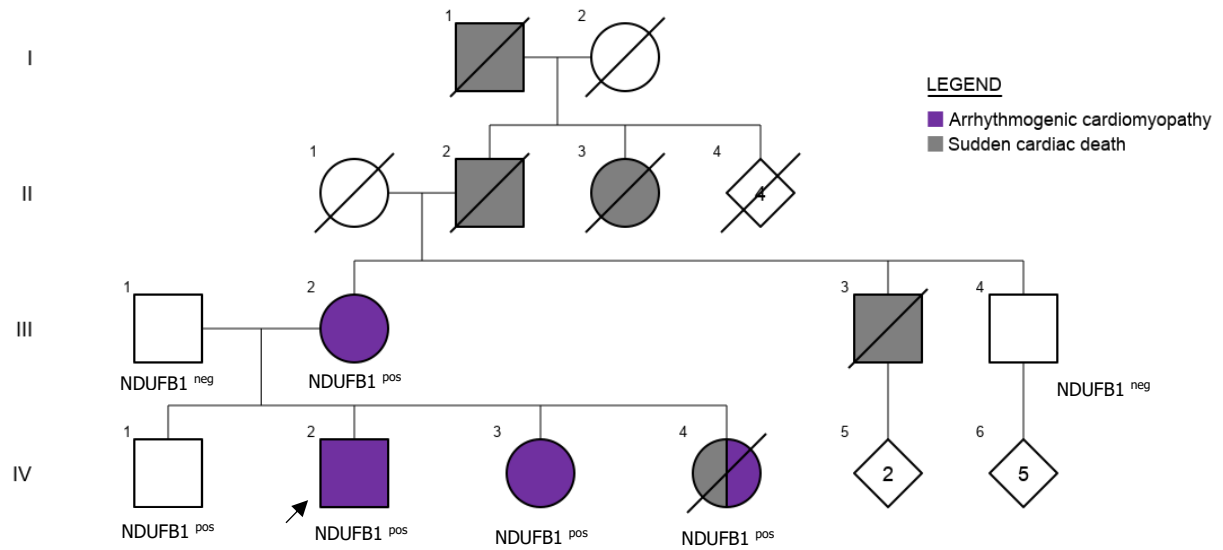 1
2
I
LEGEND
Arrhythmogenic cardiomyopathy
Sudden cardiac death
1
2
3
4
II
4
1
2
3
4
III
NDUFB1 neg
NDUFB1 pos
NDUFB1 neg
1
2
3
4
5
6
IV
2
5
NDUFB1 pos
NDUFB1 pos
NDUFB1 pos
NDUFB1 pos